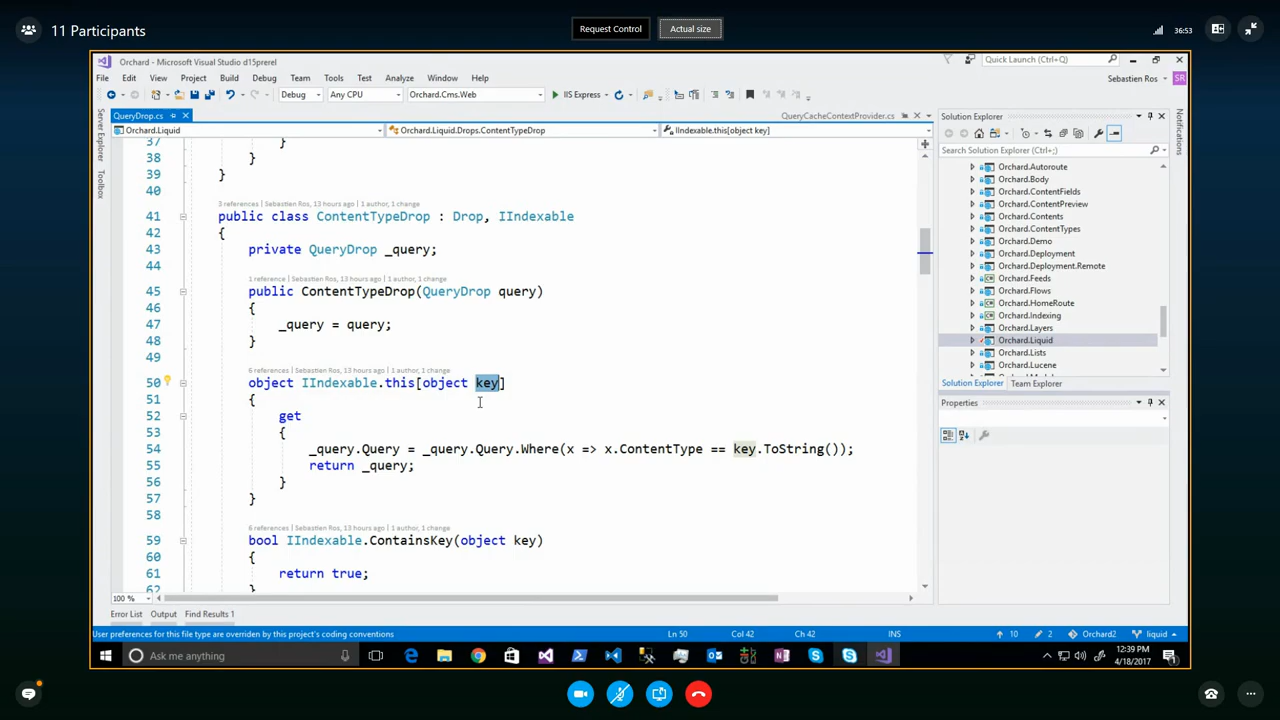 11 Participants
Request Control
Actual size
36:53
Orchard - Microsoft Visual Studio d15prerel
Quick Launch (Ctrl+;)
File Edit View Project Build Debug Team Tools Test Analyze Window Help
Sebastien Ros SR
Debug Any CPU Orchard.Cms.Web IIS Express
QueryDrop.cs
QueryCacheContextProvider.cs
Orchard.Liquid
Orchard.Liquid.Drops.ContentTypeDrop
IIndexable.this[object key]
Server Explorer
Toolbox
37 }
38 }
39 }
40
3 references | Sebastien Ros, 13 hours ago | 1 author, 1 change
41 public class ContentTypeDrop : Drop, IIndexable
42 {
43 private QueryDrop _query;
44
1 reference | Sebastien Ros, 13 hours ago | 1 author, 1 change
45 public ContentTypeDrop(QueryDrop query)
46 {
47 _query = query;
48 }
49
6 references | Sebastien Ros, 13 hours ago | 1 author, 1 change
50 object IIndexable.this[object key]
51 {
52 get
53 {
54 _query.Query = _query.Query.Where(x => x.ContentType == key.ToString());
55 return _query;
56 }
57 }
58
6 references | Sebastien Ros, 13 hours ago | 1 author, 1 change
59 bool IIndexable.ContainsKey(object key)
60 {
61 return true;
62 }
100 %
Solution Explorer
Search Solution Explorer (Ctrl+;)
Orchard.Autoroute
Orchard.Body
Orchard.ContentFields
Orchard.ContentPreview
Orchard.Contents
Orchard.ContentTypes
Orchard.Demo
Orchard.Deployment
Orchard.Deployment.Remote
Orchard.Feeds
Orchard.Flows
Orchard.HomeRoute
Orchard.Indexing
Orchard.Layers
Orchard.Liquid
Orchard.Lists
Orchard.Lucene
Solution Explorer Team Explorer
Properties
Notifications
Error List Output Find Results 1
User preferences for this file type are overriden by this project's coding conventions
Ln 50 Col 42 Ch 42 INS 10 2 Orchard2 liquid
Ask me anything
12:39 PM
4/18/2017